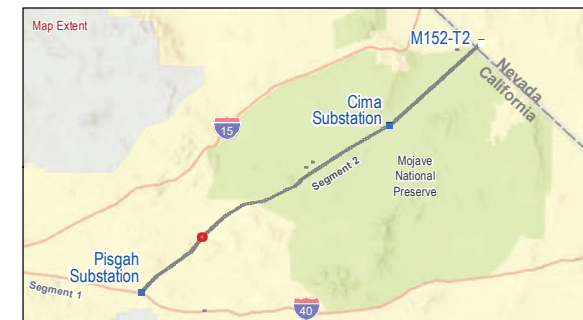 Map Extent
M152-T2
Nevada
California
Cima
Substation
15
Mojave
National
Preserve
Segment 2
Pisgah
Substation
Segment 1
40